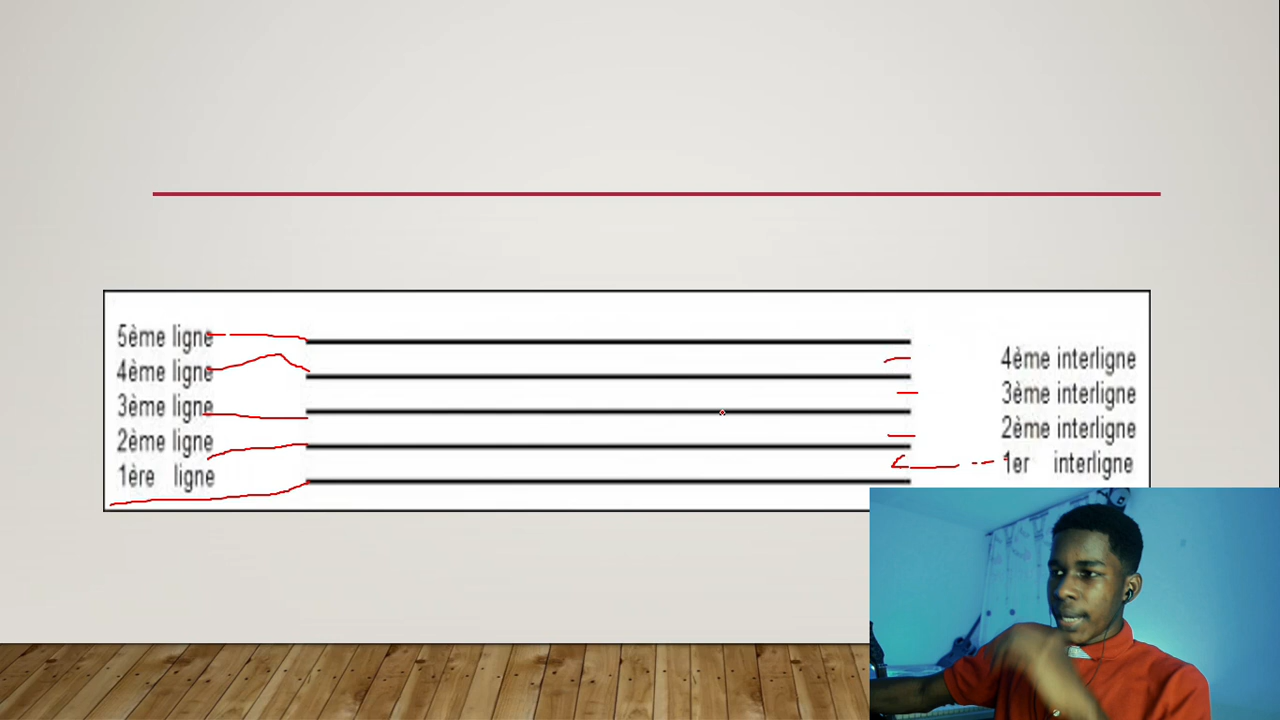 5ème ligne
4ème ligne
3ème ligne
2ème ligne
1ère ligne
4ème interligne
3ème interligne
2ème interligne
1er interligne